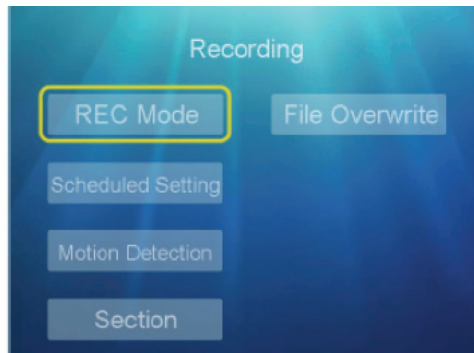 Recording
REC Mode
File Overwrite
Scheduled Setting
Motion Detection
Section